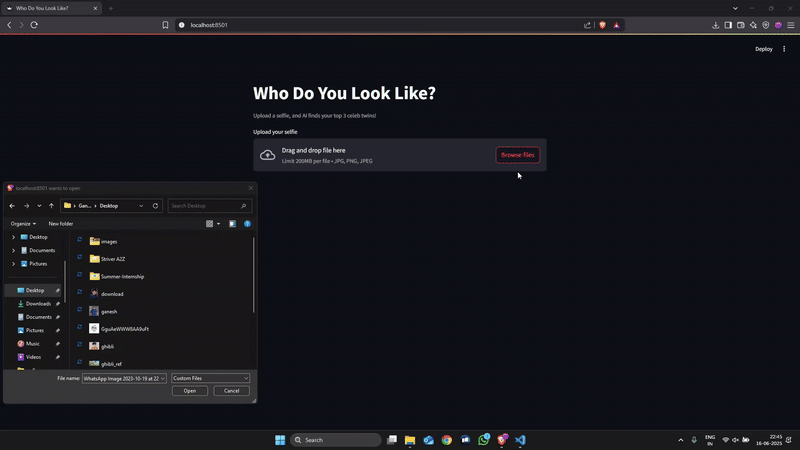 Who Do You Look Like?
localhost:8501
Deploy
Who Do You Look Like?
Upload a selfie, and AI finds your top 3 celeb twins!
Upload your selfie
Drag and drop file here
Limit 200MB per file • JPG, PNG, JPEG
Browse files
localhost:8501 wants to open
Gan... > Desktop
Search Desktop
Organize
New folder
Desktop
Documents
Pictures
Desktop
Downloads
Documents
Pictures
Music
Videos
images
Striver A2Z
Summer-Internship
download
ganesh
ghibli
ghibli_ref
File name:
WhatsApp Image 2023-10-19 at 22
Custom Files
Open
Cancel
Search
ENG
IN
22:45
16-06-2025